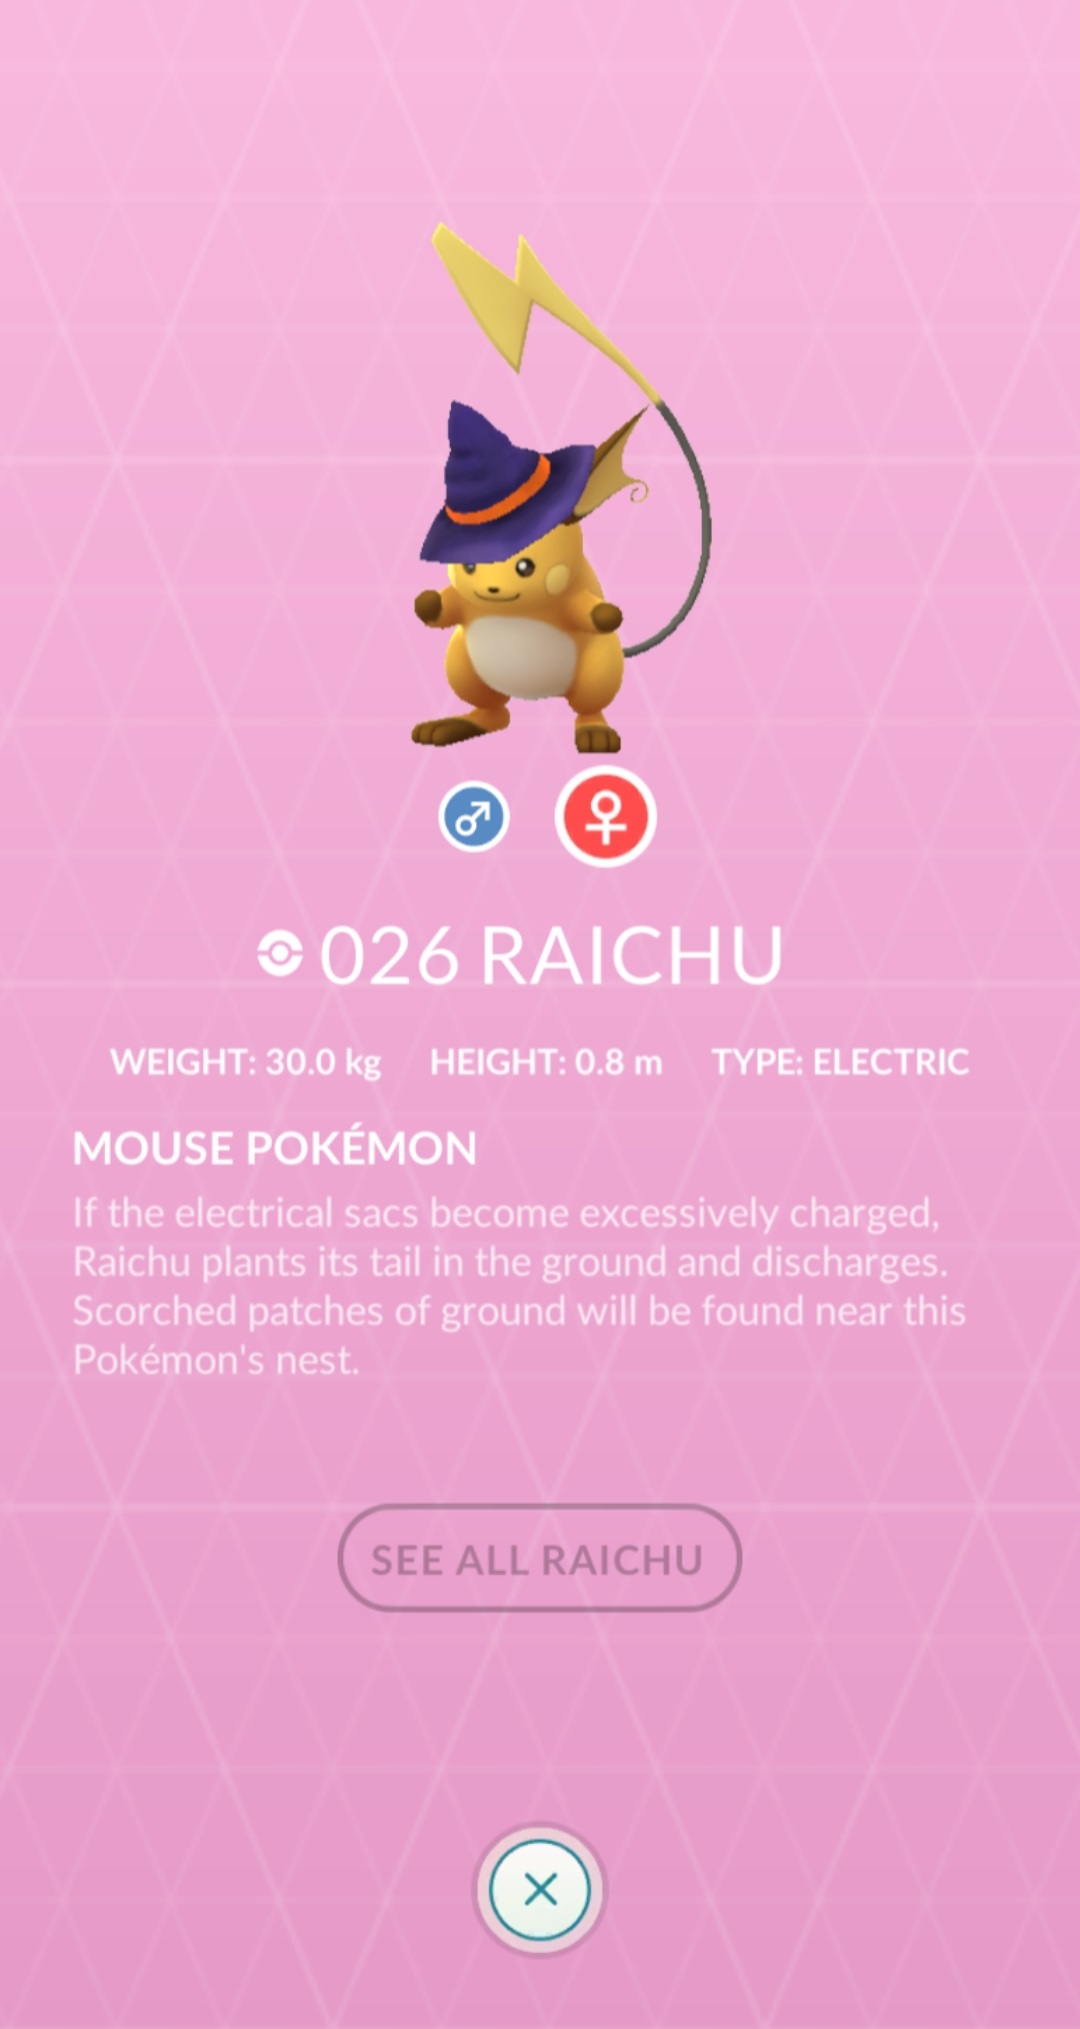 026 RAICHU
WEIGHT: 30.0 kg HEIGHT: 0.8 m TYPE: ELECTRIC
MOUSE POKÉMON
If the electrical sacs become excessively charged,
Raichu plants its tail in the ground and discharges.
Scorched patches of ground will be found near this
Pokémon's nest.
SEE ALL RAICHU